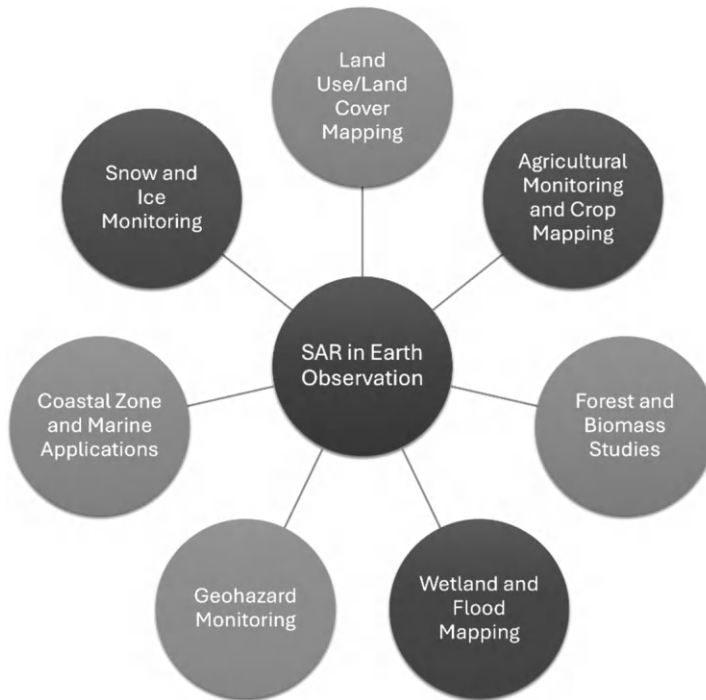 Land
Use/Land
Cover
Mapping
Agricultural
Monitoring
and Crop
Mapping
Forest and
Biomass
Studies
Wetland and
Flood
Mapping
Geohazard
Monitoring
Coastal Zone
and Marine
Applications
Snow and
Ice
Monitoring
SAR in Earth
Observation